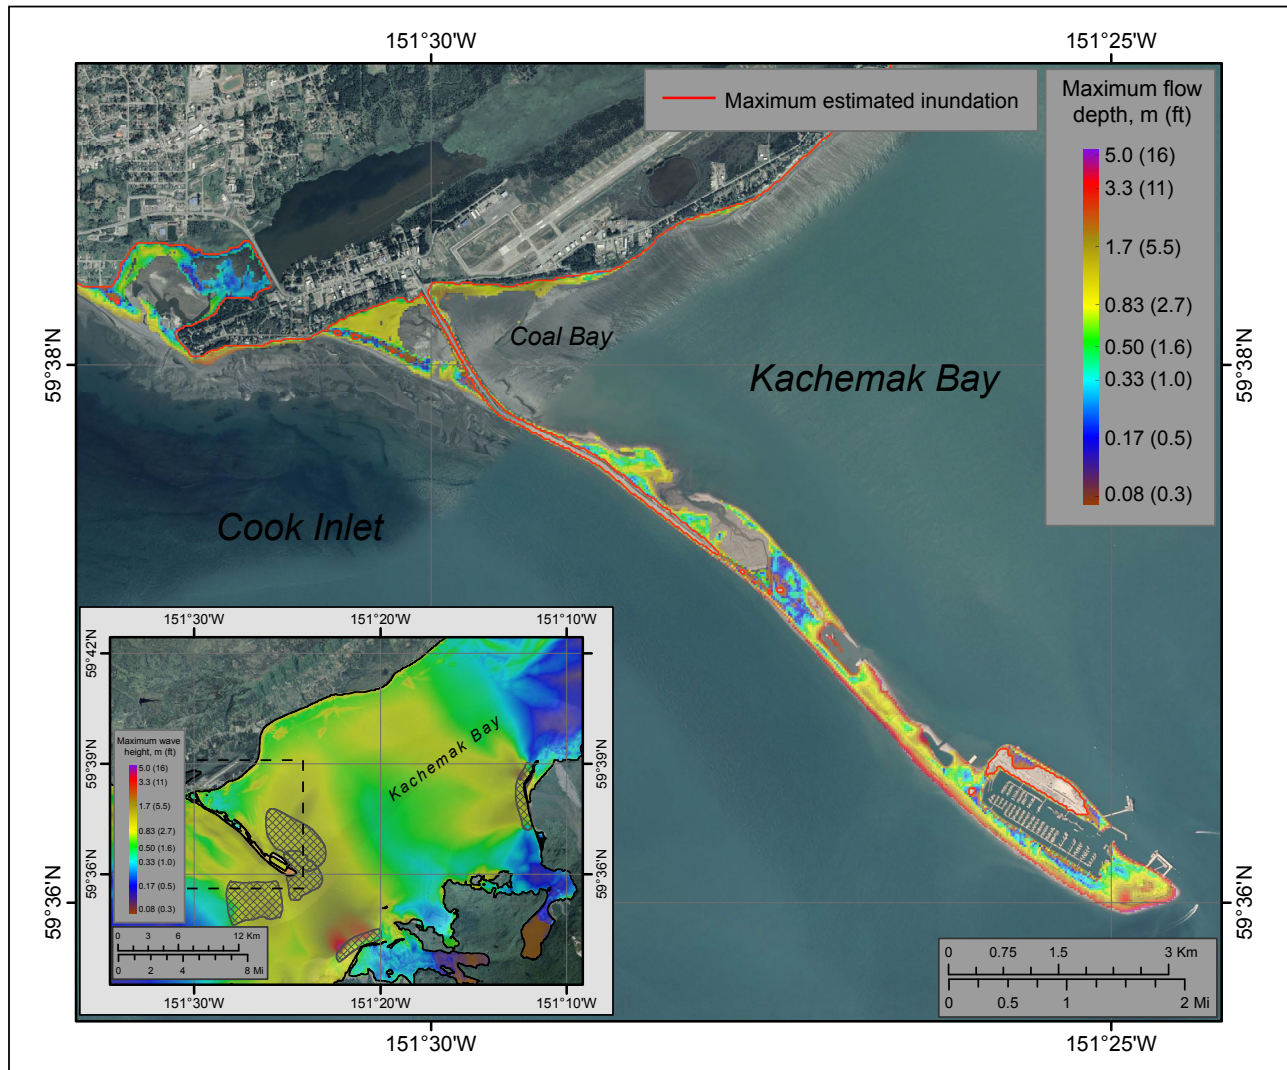 151°30'W
151°25'W
Maximum estimated inundation
Maximum flow
depth, m (ft)
5.0 (16)
3.3 (11)
1.7 (5.5)
0.83 (2.7)
0.50 (1.6)
0.33 (1.0)
0.17 (0.5)
0.08 (0.3)
Coal Bay
Kachemak Bay
59°38'N
59°38'N
Cook Inlet
151°30'W
151°20'W
151°10'W
59°42'N
59°42'N
Kachemak Bay
Maximum wave
height, m (ft)
5.0 (16)
3.3 (11)
1.7 (5.5)
0.83 (2.7)
0.50 (1.6)
0.33 (1.0)
0.17 (0.5)
0.08 (0.3)
59°39'N
59°39'N
59°36'N
59°36'N
0 3 6 12 Km
0 2 4 8 Mi
151°30'W
151°20'W
151°10'W
59°36'N
59°36'N
0 0.75 1.5 3 Km
0 0.5 1 2 Mi
151°30'W
151°25'W